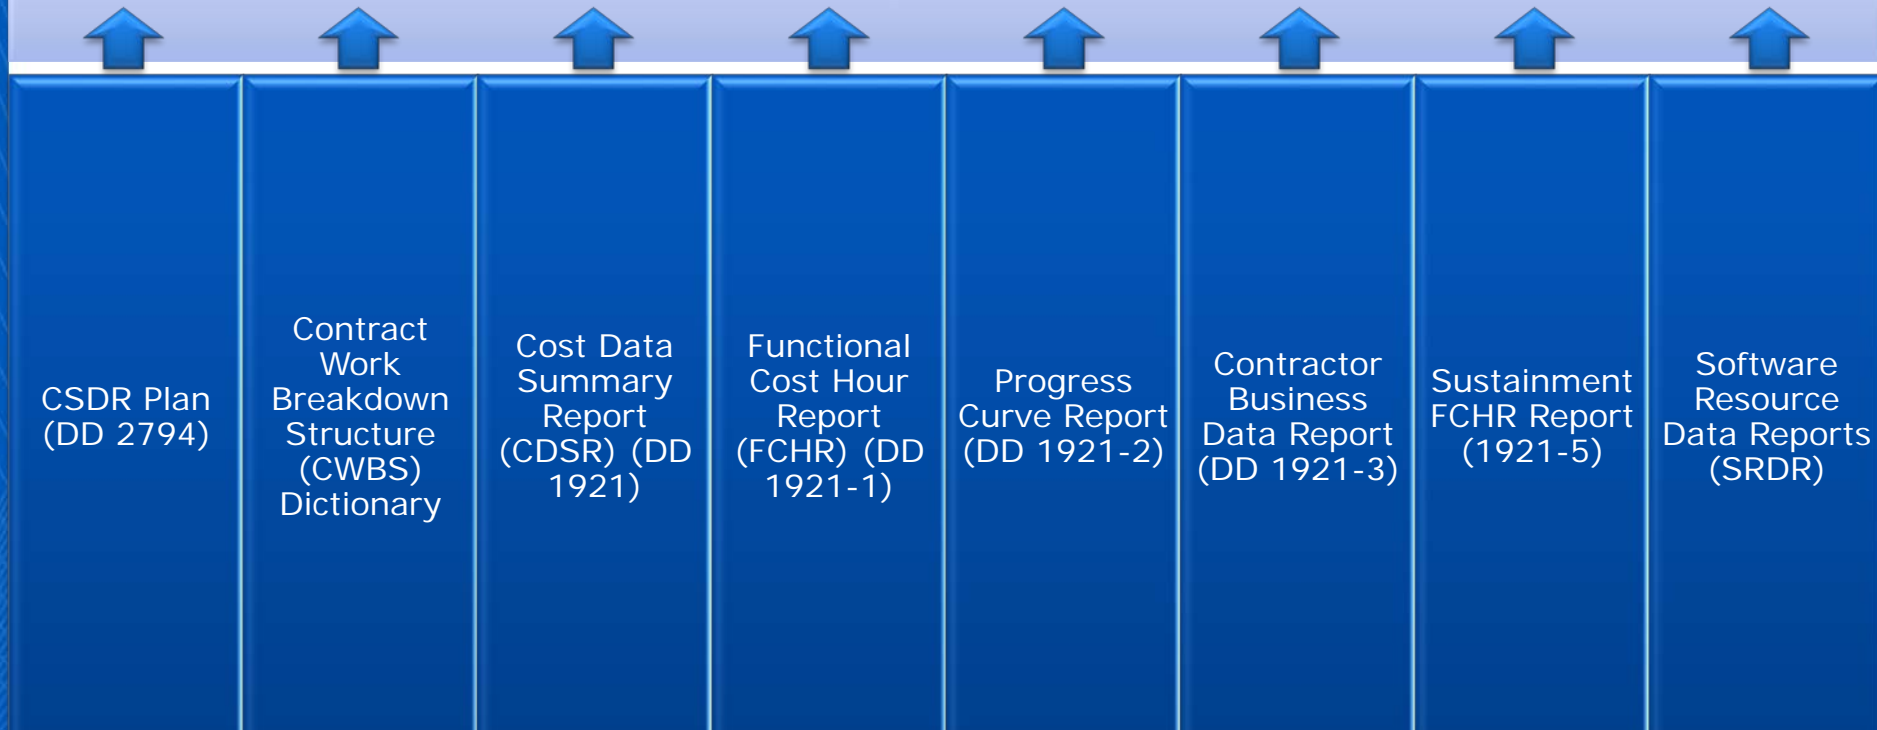 CSDR Plan
(DD 2794)
Contract
Work
Breakdown
Structure
(CWBS)
Dictionary
Cost Data
Summary
Report
(CDSR) (DD
1921)
Functional
Cost Hour
Report
(FCHR) (DD
1921-1)
Progress
Curve Report
(DD 1921-2)
Contractor
Business
Data Report
(DD 1921-3)
Sustainment
FCHR Report
(1921-5)
Software
Resource
Data Reports
(SRDR)